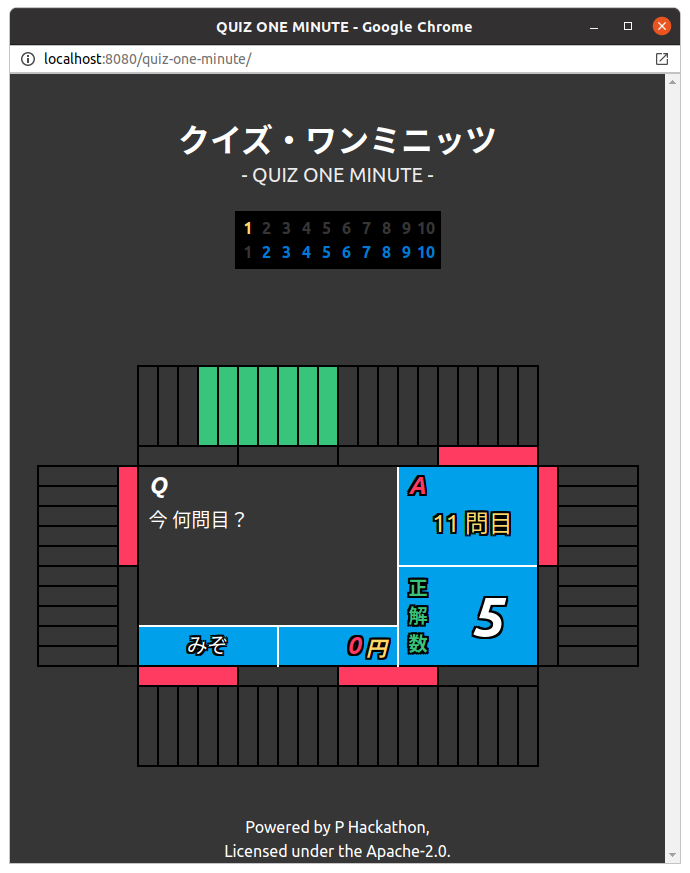 QUIZ ONE MINUTE - Google Chrome
localhost:8080/quiz-one-minute/
クイズ・ワンミニッツ
- QUIZ ONE MINUTE -
1 2 3 4 5 6 7 8 9 10
1 2 3 4 5 6 7 8 9 10
Q
今 何問目？
A
11 問目
みぞ
0 円
正解数
5
Powered by P Hackathon,
Licensed under the Apache-2.0.